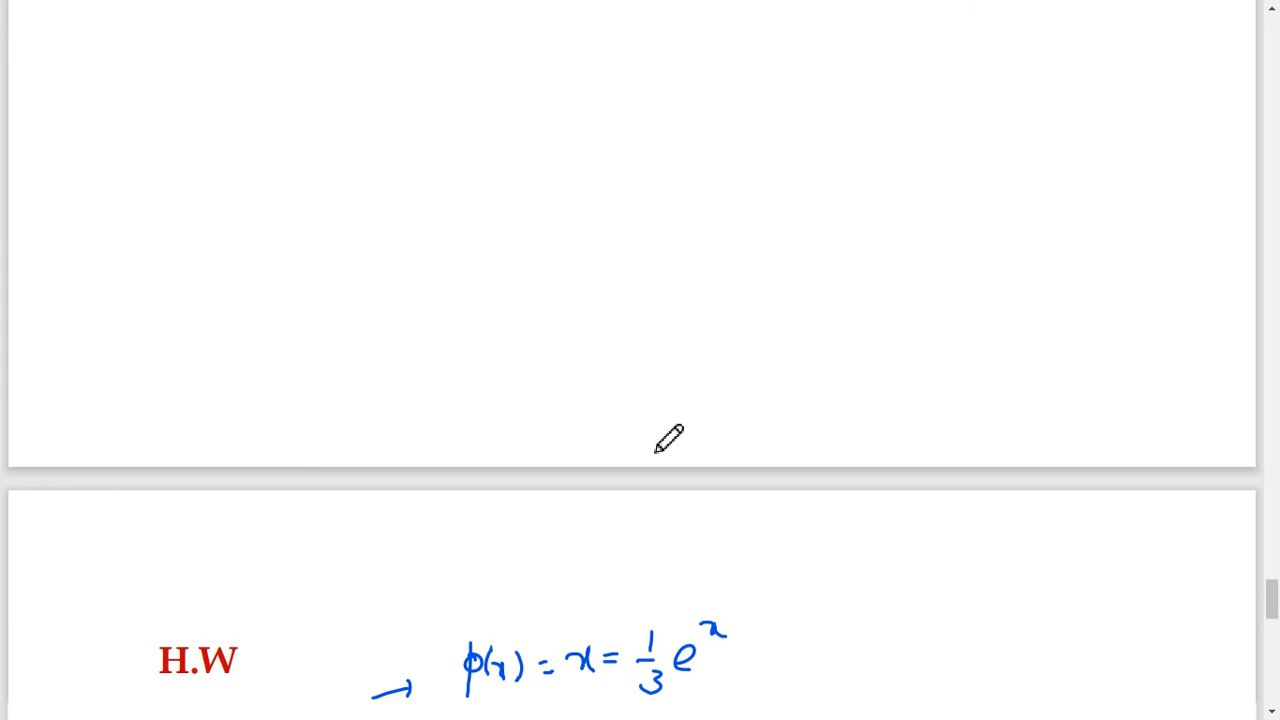 H.W
→ φ(x) = x = 1/3 e^x